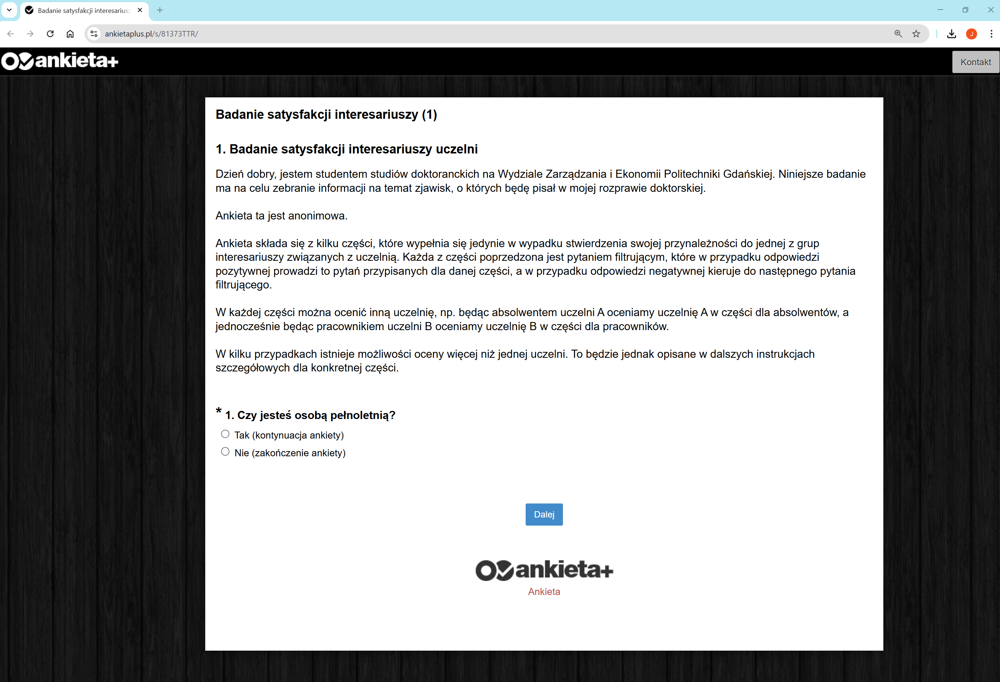 Badanie satysfakcji interesariusz
ankietaplus.pl/s/81373TTR/
J
ankieta+
Kontakt
Badanie satysfakcji interesariuszy (1)
1. Badanie satysfakcji interesariuszy uczelni
Dzień dobry, jestem studentem studiów doktoranckich na Wydziale Zarządzania i Ekonomii Politechniki Gdańskiej. Niniejsze badanie
ma na celu zebranie informacji na temat zjawisk, o których będę pisał w mojej rozprawie doktorskiej.
Ankieta ta jest anonimowa.
Ankieta składa się z kilku części, które wypełnia się jedynie w wypadku stwierdzenia swojej przynależności do jednej z grup
interesariuszy związanych z uczelnią. Każda z części poprzedzona jest pytaniem filtrującym, które w przypadku odpowiedzi
pozytywnej prowadzi to pytań przypisanych dla danej części, a w przypadku odpowiedzi negatywnej kieruje do następnego pytania
filtrującego.
W każdej części można ocenić inną uczelnię, np. będąc absolwentem uczelni A oceniamy uczelnię A w części dla absolwentów, a
jednocześnie będąc pracownikiem uczelni B oceniamy uczelnię B w części dla pracowników.
W kilku przypadkach istnieje możliwości oceny więcej niż jednej uczelni. To będzie jednak opisane w dalszych instrukcjach
szczegółowych dla konkretnej części.
* 1. Czy jesteś osobą pełnoletnią?
Tak (kontynuacja ankiety)
Nie (zakończenie ankiety)
Dalej
ankieta+
Ankieta